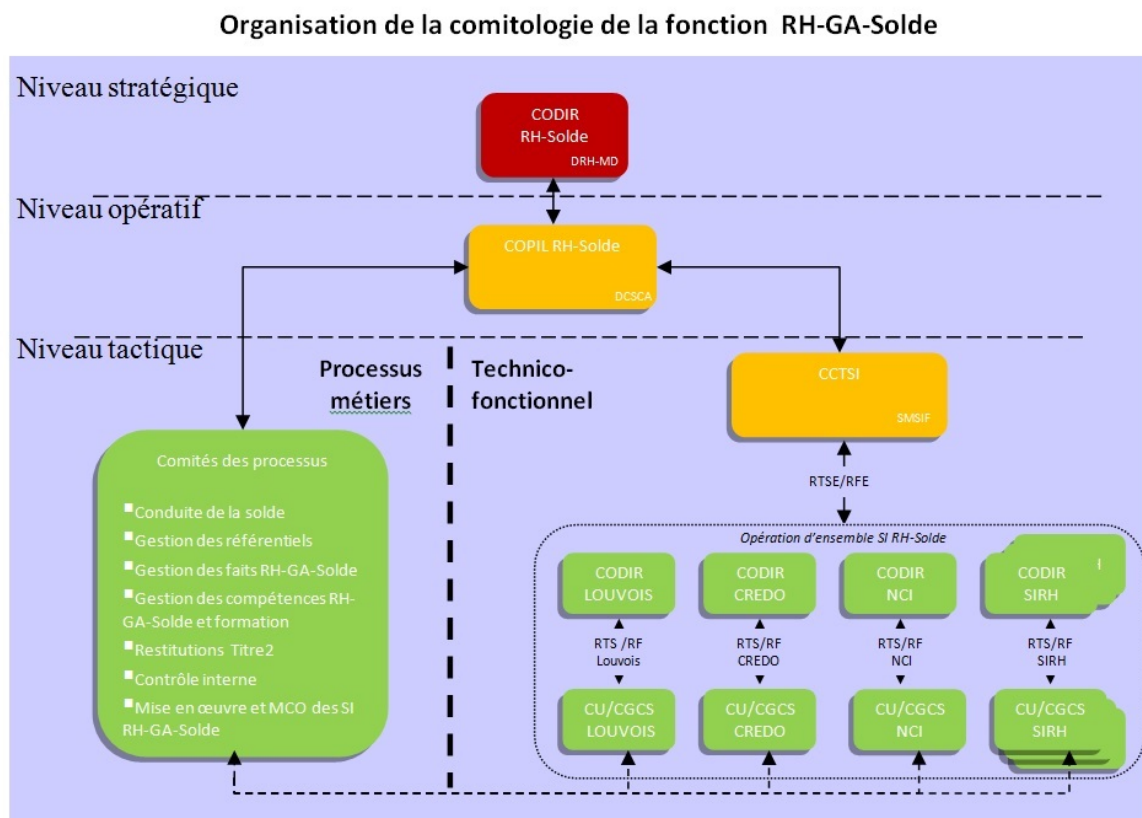 Organisation de la comitologie de la fonction RH-GA-Solde
Niveau stratégique
CODIR
RH-Solde
DRH-MD
Niveau opératif
COPIL RH-Solde
DCSCA
Niveau tactique
Processus
métiers
Technico-
fonctionnel
CCTSI
SMSIF
RTSE/RFE
Comités des processus
▪Conduite de la solde
▪Gestion des référentiels
▪Gestion des faits RH-GA-Solde
▪Gestion des compétences RH-
GA-Solde et formation
▪Restitutions Titre2
▪Contrôle interne
▪Mise en œuvre et MCO des SI
RH-GA-Solde
Opération d'ensemble SI RH-Solde
CODIR
LOUVOIS
CODIR
CREDO
CODIR
NCI
CODIR
SIRH
RTS /RF
Louvois
RTS/RF
CREDO
RTS/RF
NCI
RTS/RF
SIRH
CU/CGCS
LOUVOIS
CU/CGCS
CREDO
CU/CGCS
NCI
CU/CGCS
SIRH